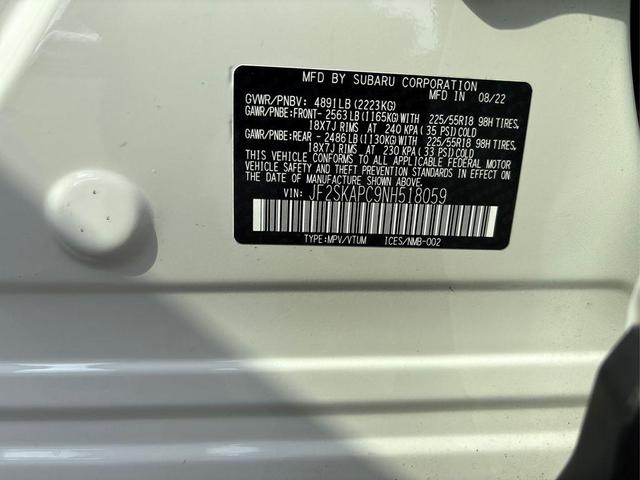 MFD BY SUBARU CORPORATION
MFD IN 08/22
GVWR/PNBV: 4891LB(2223KG)
GAWR/PNBE:FRONT- 2563LB(1165KG)WITH 225/55R18 98H TIRES,
18X7J RIMS AT 240 KPA(35 PSI)COLD
GAWR/PNBE:REAR - 2486LB(1130KG)WITH 225/55R18 98H TIRES,
18X7J RIMS AT 230 KPA(33 PSI)COLD
THIS VEHICLE CONFORMS TO ALL APPLICABLE FEDERAL MOTOR
VEHICLE SAFETY AND THEFT PREVENTION STANDARDS IN EFFECT ON
THE DATE OF MANUFACTURE SHOWN ABOVE.
VIN: JF2SKAPC9NH518059
TYPE:MPV/VTUM ICES/NMB-002